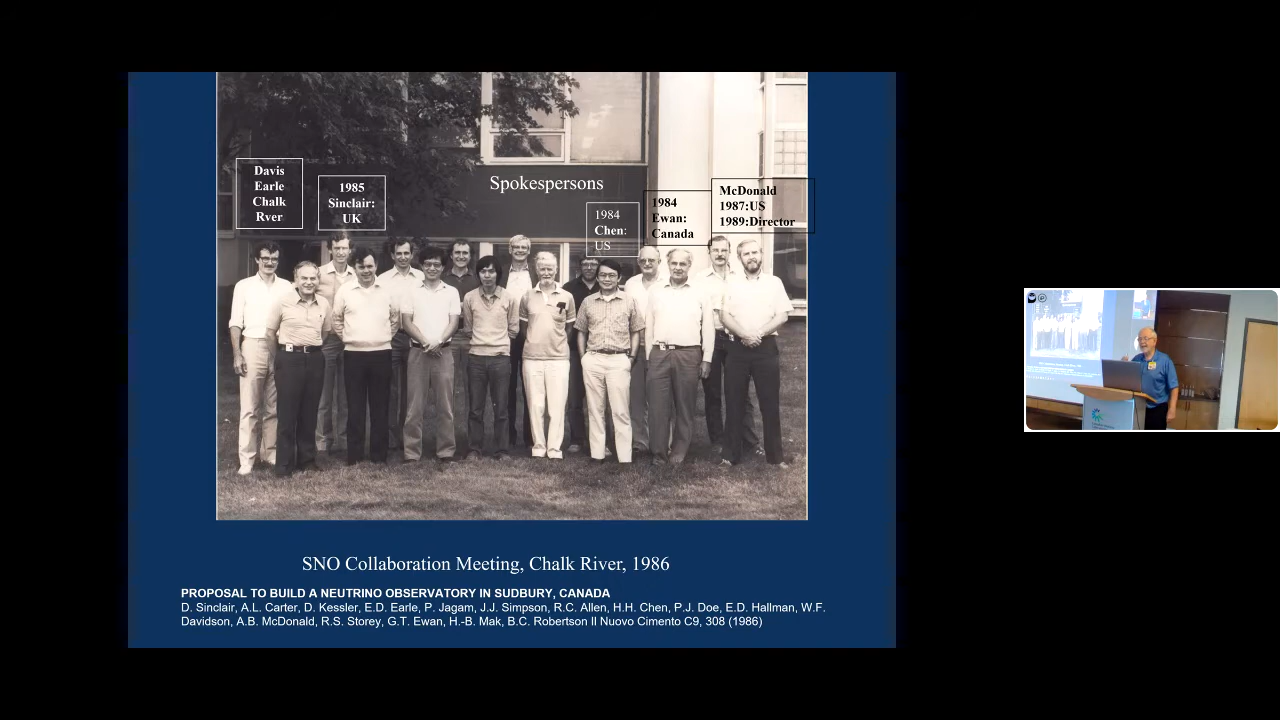 Davis
Earle
Chalk
Rver
1985
Sinclair:
UK
Spokespersons
1984
Chen:
US
1984
Ewan:
Canada
McDonald
1987:US
1989:Director
SNO Collaboration Meeting, Chalk River, 1986
PROPOSAL TO BUILD A NEUTRINO OBSERVATORY IN SUDBURY, CANADA
D. Sinclair, A.L. Carter, D. Kessler, E.D. Earle, P. Jagam, J.J. Simpson, R.C. Allen, H.H. Chen, P.J. Doe, E.D. Hallman, W.F.
Davidson, A.B. McDonald, R.S. Storey, G.T. Ewan, H.-B. Mak, B.C. Robertson Il Nuovo Cimento C9, 308 (1986)